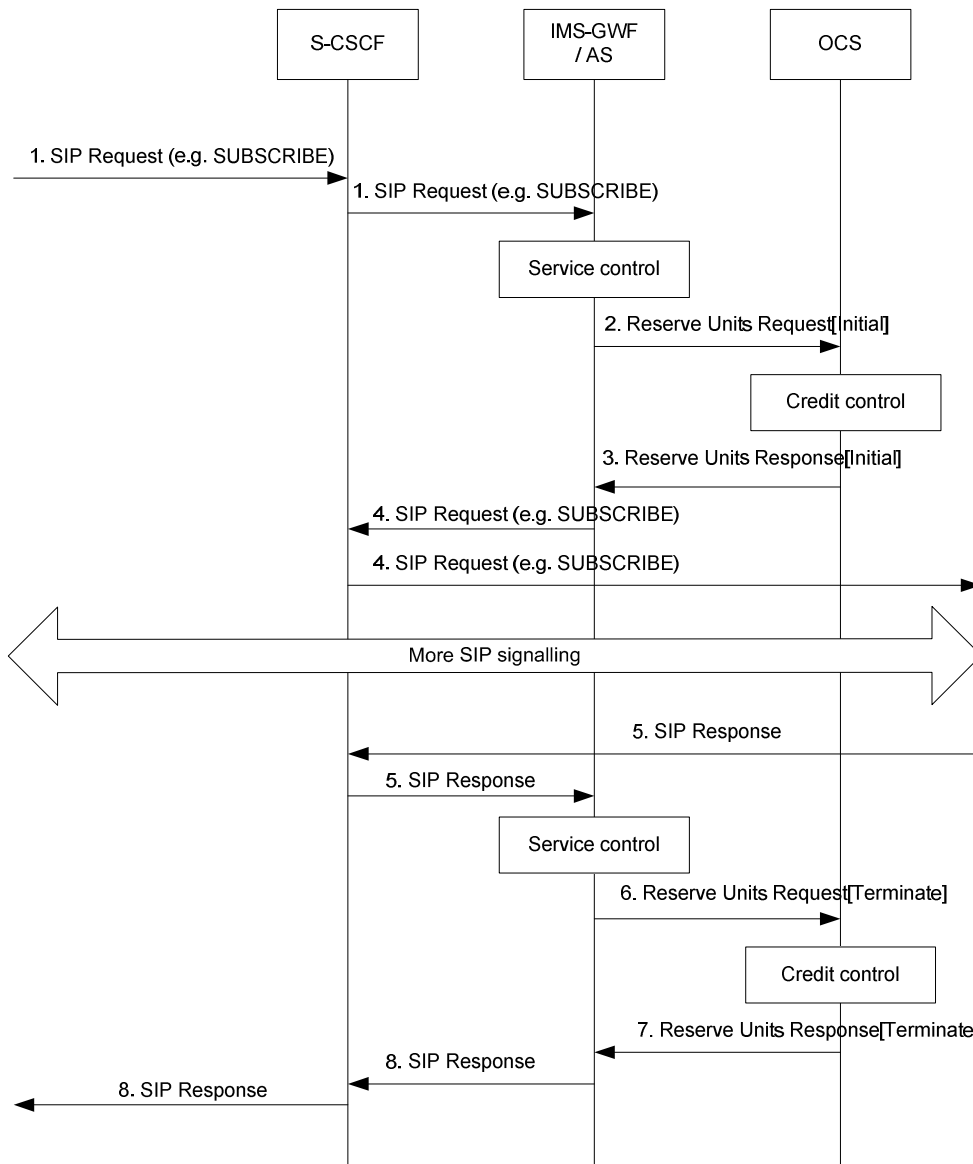 S-CSCF
IMS-GWF
/ AS
OCS
1. SIP Request (e.g. SUBSCRIBE)
1. SIP Request (e.g. SUBSCRIBE)
Service control
2. Reserve Units Request[Initial]
Credit control
3. Reserve Units Response[Initial]
4. SIP Request (e.g. SUBSCRIBE)
4. SIP Request (e.g. SUBSCRIBE)
More SIP signalling
5. SIP Response
5. SIP Response
Service control
6. Reserve Units Request[Terminate]
Credit control
7. Reserve Units Response[Terminate
8. SIP Response
8. SIP Response